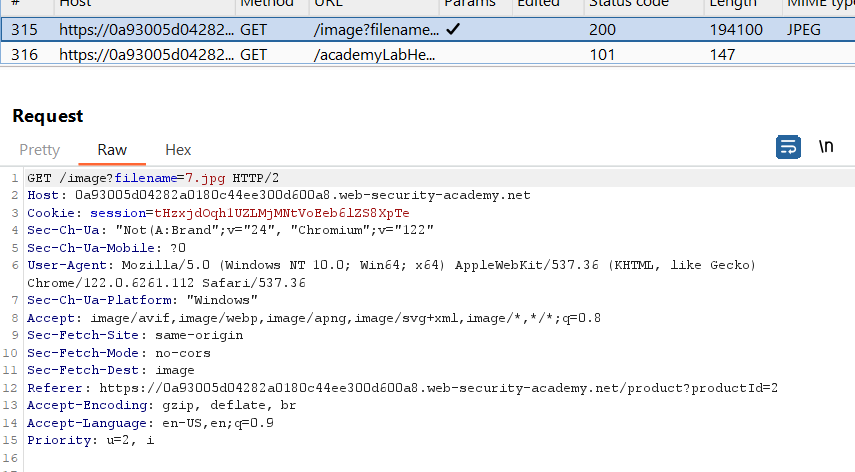 # Host Method URL Params Edited Status code Length MIME type
315 https://0a93005d04282... GET /image?filename... ✓ 200 194100 JPEG
316 https://0a93005d04282... GET /academyLabHe... 101 147
Request
Pretty Raw Hex \n
1 GET /image?filename=7.jpg HTTP/2
2 Host: 0a93005d04282a0180c44ee300d600a8.web-security-academy.net
3 Cookie: session=tHzxjdOqh1UZLMjMNtVoEeb6lZS8XpTe
4 Sec-Ch-Ua: "Not(A:Brand";v="24", "Chromium";v="122"
5 Sec-Ch-Ua-Mobile: ?0
6 User-Agent: Mozilla/5.0 (Windows NT 10.0; Win64; x64) AppleWebKit/537.36 (KHTML, like Gecko)
Chrome/122.0.6261.112 Safari/537.36
7 Sec-Ch-Ua-Platform: "Windows"
8 Accept: image/avif,image/webp,image/apng,image/svg+xml,image/*,*/*;q=0.8
9 Sec-Fetch-Site: same-origin
10 Sec-Fetch-Mode: no-cors
11 Sec-Fetch-Dest: image
12 Referer: https://0a93005d04282a0180c44ee300d600a8.web-security-academy.net/product?productId=2
13 Accept-Encoding: gzip, deflate, br
14 Accept-Language: en-US,en;q=0.9
15 Priority: u=2, i
16